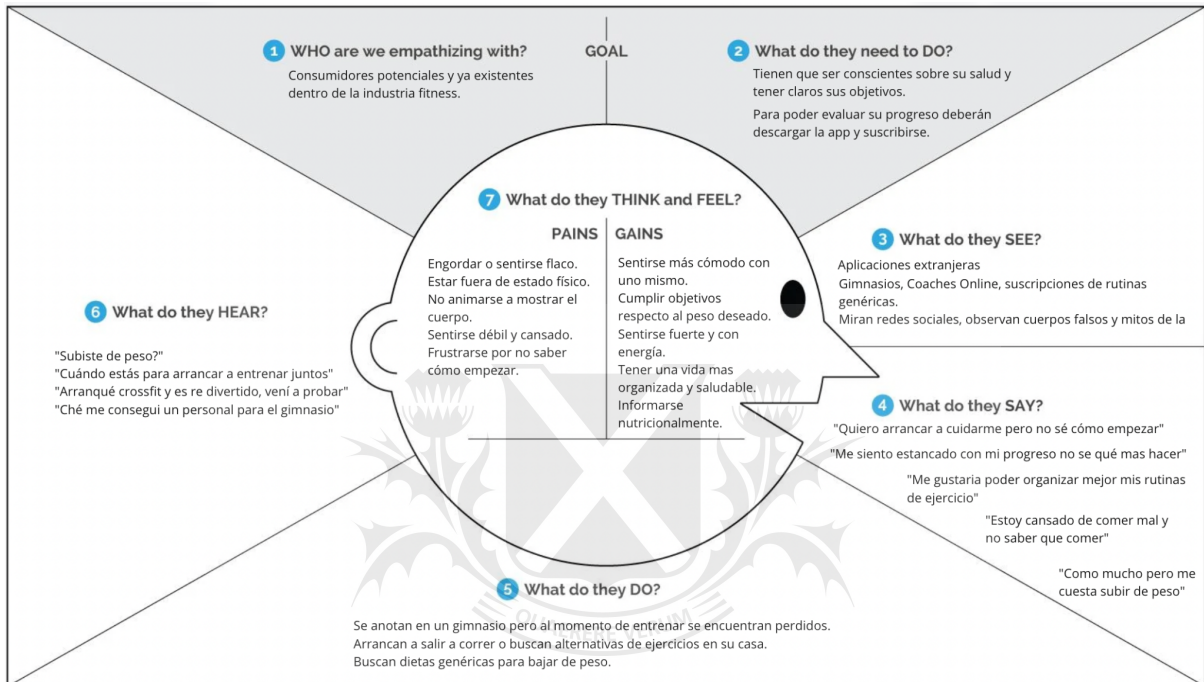 1 WHO are we empathizing with?
Consumidores potenciales y ya existentes
dentro de la industria fitness.
GOAL
2 What do they need to DO?
Tienen que ser conscientes sobre su salud y
tener claros sus objetivos.
Para poder evaluar su progreso deberán
descargar la app y suscribirse.
3 What do they SEE?
Aplicaciones extranjeras
Gimnasios, Coaches Online, suscripciones de rutinas
genéricas.
Miran redes sociales, observan cuerpos falsos y mitos de la
4 What do they SAY?
"Quiero arrancar a cuidarme pero no sé cómo empezar"
"Me siento estancado con mi progreso no se qué mas hacer"
"Me gustaria poder organizar mejor mis rutinas
de ejercicio"
"Estoy cansado de comer mal y
no saber que comer"
"Como mucho pero me
cuesta subir de peso"
5 What do they DO?
Se anotan en un gimnasio pero al momento de entrenar se encuentran perdidos.
Arrancan a salir a correr o buscan alternativas de ejercicios en su casa.
Buscan dietas genéricas para bajar de peso.
6 What do they HEAR?
"Subiste de peso?"
"Cuándo estás para arrancar a entrenar juntos"
"Arranqué crossfit y es re divertido, vení a probar"
"Ché me consegui un personal para el gimnasio"
7 What do they THINK and FEEL?
PAINS
Engordar o sentirse flaco.
Estar fuera de estado físico.
No animarse a mostrar el
cuerpo.
Sentirse débil y cansado.
Frustrarse por no saber
cómo empezar.
GAINS
Sentirse más cómodo con
uno mismo.
Cumplir objetivos
respecto al peso deseado.
Sentirse fuerte y con
energía.
Tener una vida mas
organizada y saludable.
Informarse
nutricionalmente.
QUAERERE VERUM